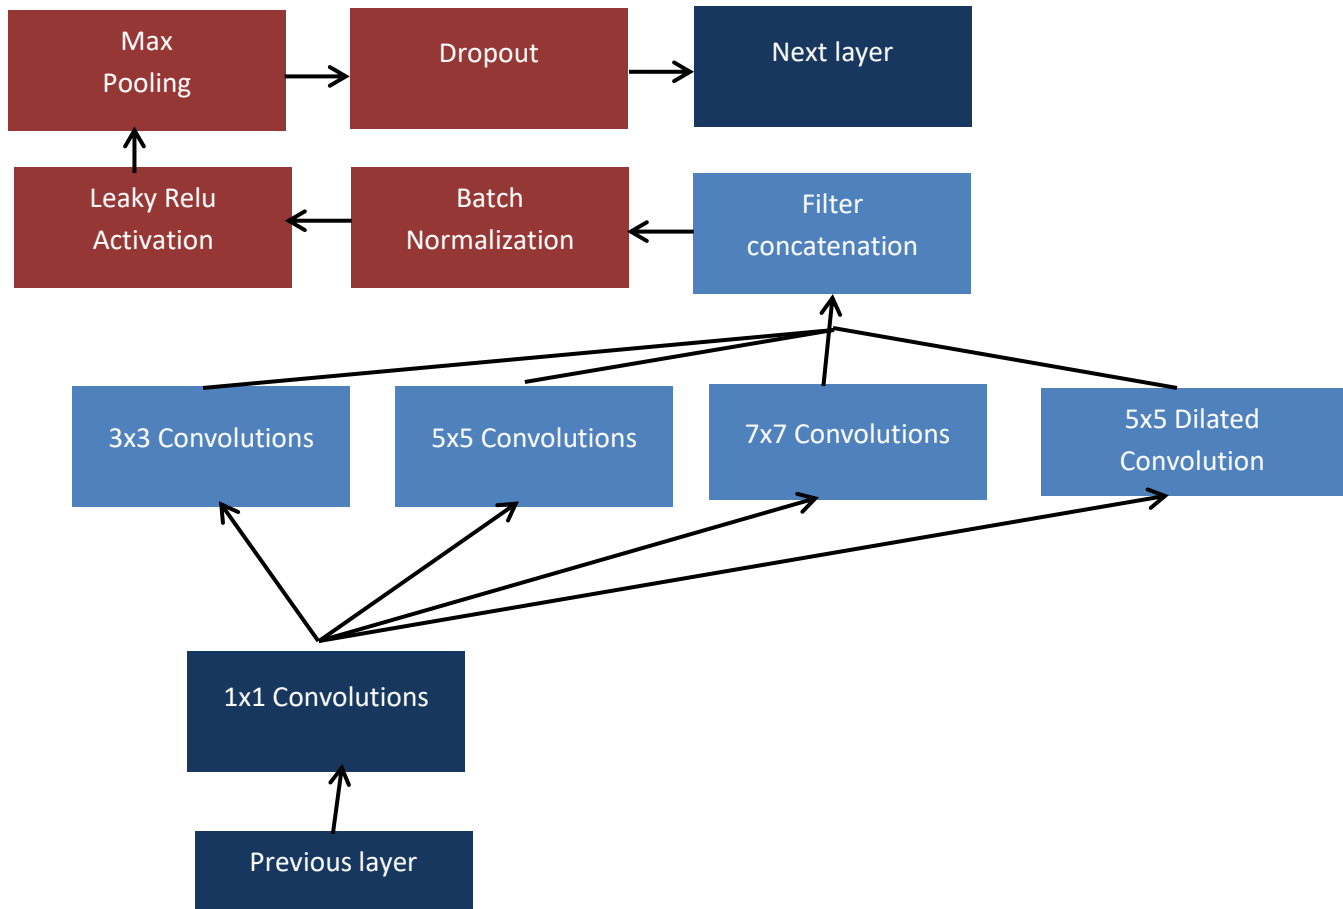 Max
Pooling
Dropout
Next layer
Leaky Relu
Activation
Batch
Normalization
Filter
concatenation
3x3 Convolutions
5x5 Convolutions
7x7 Convolutions
5x5 Dilated
Convolution
1x1 Convolutions
Previous layer